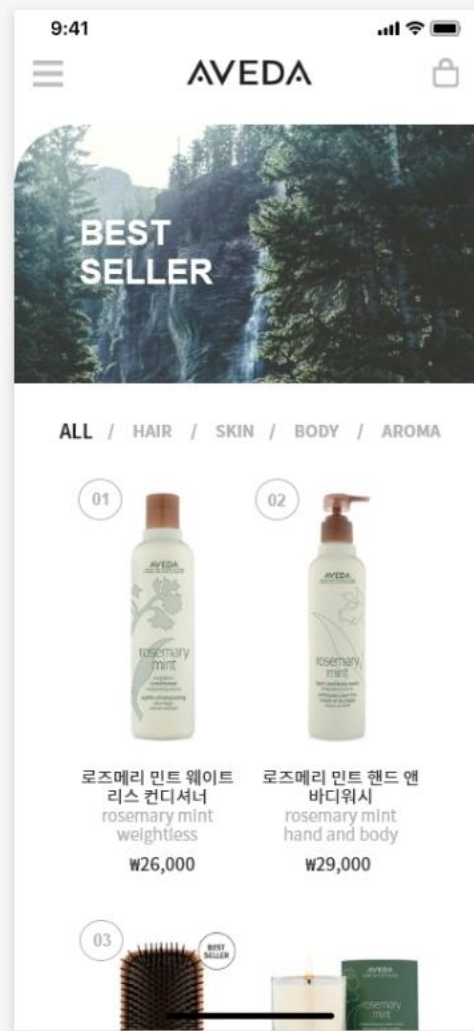 9:41
AVEDA
BEST
SELLER
ALL / HAIR / SKIN / BODY / AROMA
01
02
AVEDA
rosemary
mint
conditioner
AVEDA
rosemary
mint
로즈메리 민트 웨이트
리스 컨디셔너
rosemary mint
weightless
₩26,000
로즈메리 민트 핸드 앤
바디워시
rosemary mint
hand and body
₩29,000
03
BEST
SELLER
AVEDA
rosemary
mint